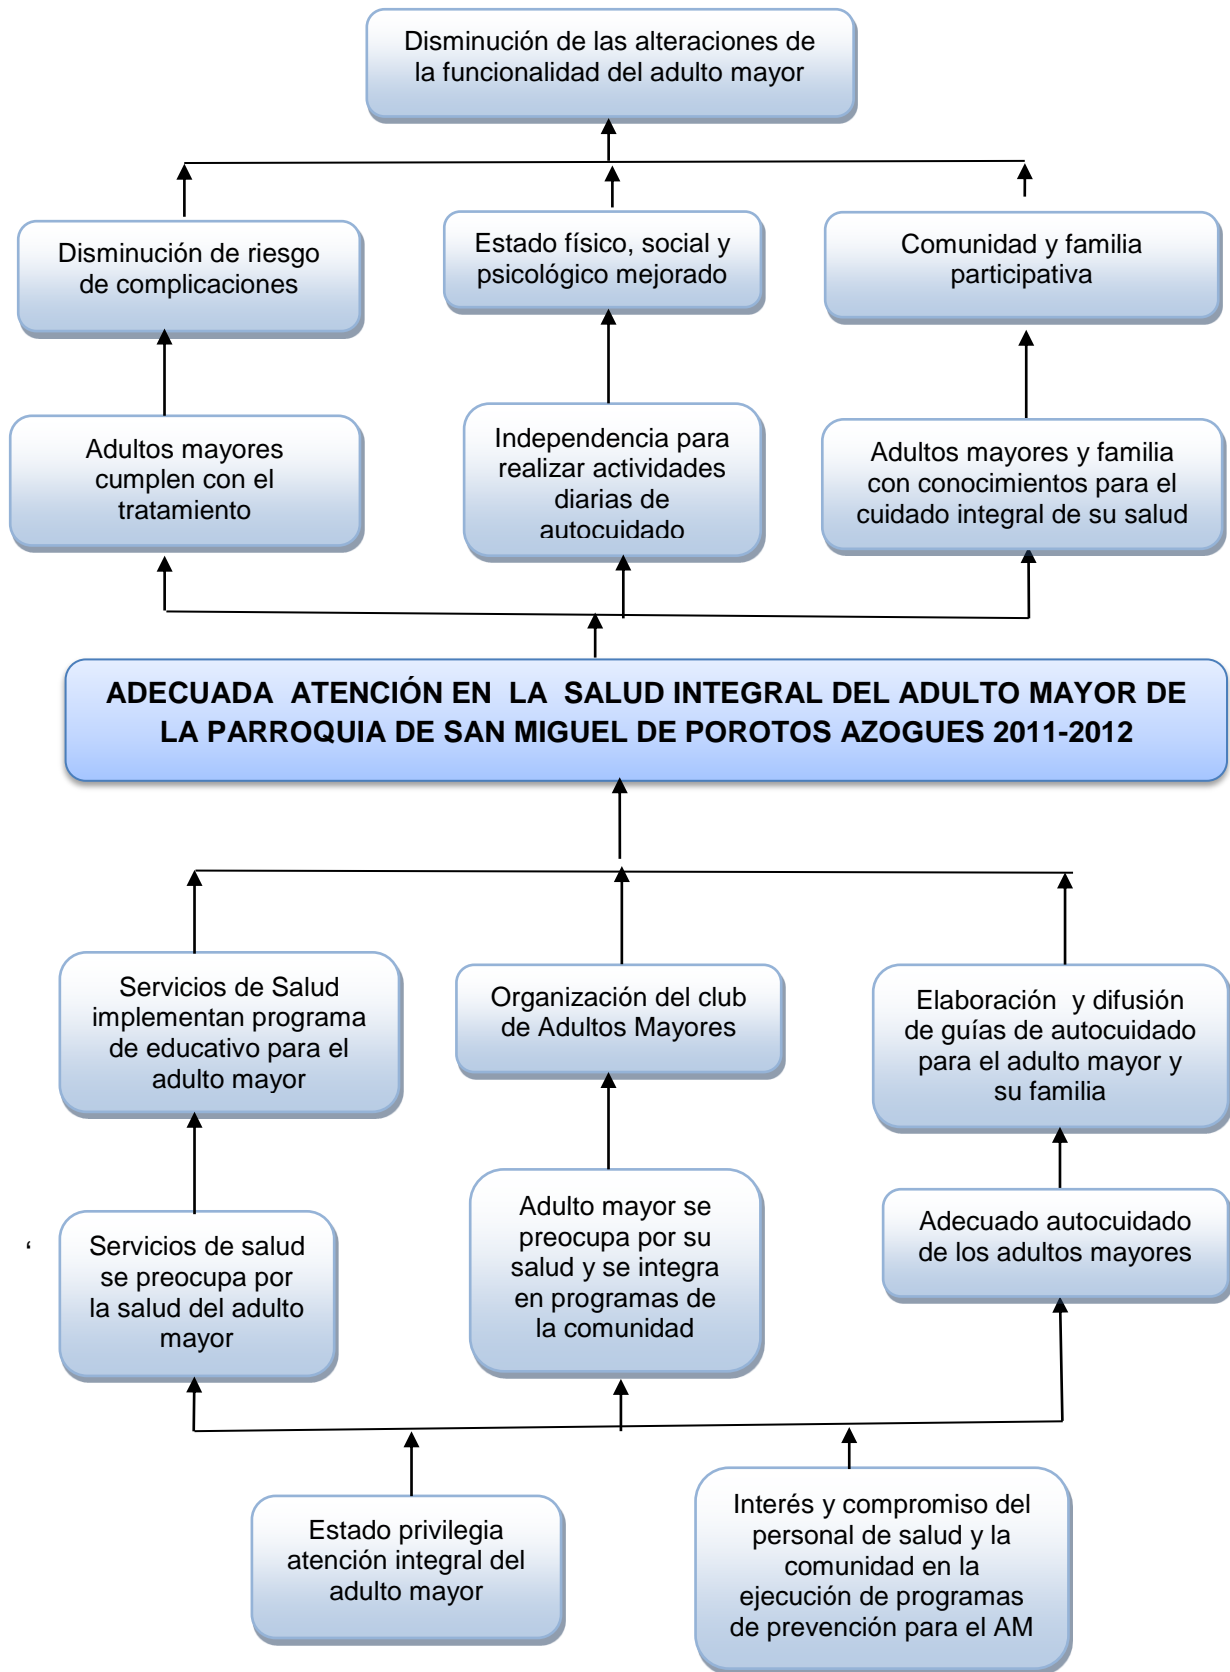 Disminución de las alteraciones de
la funcionalidad del adulto mayor
Disminución de riesgo
de complicaciones
Estado físico, social y
psicológico mejorado
Comunidad y familia
participativa
Adultos mayores
cumplen con el
tratamiento
Independencia para
realizar actividades
diarias de
autocuidado
Adultos mayores y familia
con conocimientos para el
cuidado integral de su salud
ADECUADA ATENCIÓN EN LA SALUD INTEGRAL DEL ADULTO MAYOR DE
LA PARROQUIA DE SAN MIGUEL DE POROTOS AZOGUES 2011-2012
Servicios de Salud
implementan programa
de educativo para el
adulto mayor
Organización del club
de Adultos Mayores
Elaboración y difusión
de guías de autocuidado
para el adulto mayor y
su familia
‘
Servicios de salud
se preocupa por
la salud del adulto
mayor
Adulto mayor se
preocupa por su
salud y se integra
en programas de
la comunidad
Adecuado autocuidado
de los adultos mayores
Estado privilegia
atención integral del
adulto mayor
Interés y compromiso del
personal de salud y la
comunidad en la
ejecución de programas
de prevención para el AM